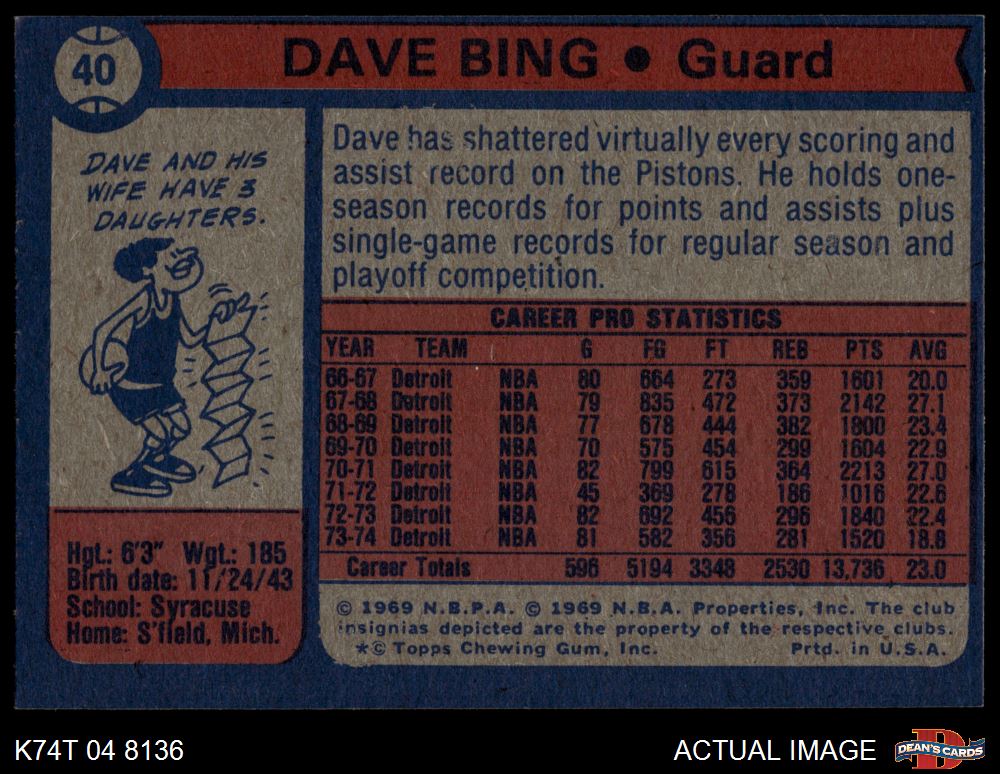 40
DAVE BING • Guard
DAVE AND HIS
WIFE HAVE 3
DAUGHTERS.
Dave has shattered virtually every scoring and
assist record on the Pistons. He holds one-
season records for points and assists plus
single-game records for regular season and
playoff competition.
CAREER PRO STATISTICS
YEAR TEAM G FG FT REB PTS AVG
66-67 Detroit NBA 80 664 273 359 1601 20.0
67-68 Detroit NBA 79 835 472 373 2142 27.1
68-69 Detroit NBA 77 678 444 382 1800 23.4
69-70 Detroit NBA 70 575 454 299 1604 22.9
70-71 Detroit NBA 82 799 615 364 2213 27.0
71-72 Detroit NBA 45 369 278 186 1016 22.6
72-73 Detroit NBA 82 692 456 296 1840 22.4
73-74 Detroit NBA 81 582 356 281 1520 18.8
Career Totals 596 5194 3348 2530 13,736 23.0
Hgt.: 6'3" Wgt.: 185
Birth date: 11/24/43
School: Syracuse
Home: S'field, Mich.
© 1969 N.B.P.A. © 1969 N.B.A. Properties, Inc. The club
insignias depicted are the property of the respective clubs.
*© Topps Chewing Gum, Inc. Prtd. in U.S.A.
K74T 04 8136 ACTUAL IMAGE DEAN'S CARDS